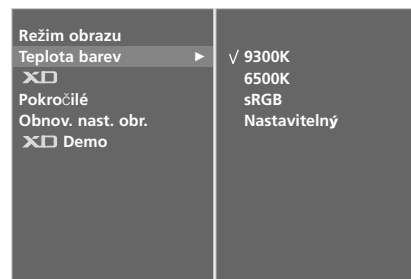 Režim obrazu
Teplota barev ►
XD
Pokročilé
Obnov. nast. obr.
XD Demo
√ 9300K
6500K
sRGB
Nastavitelný